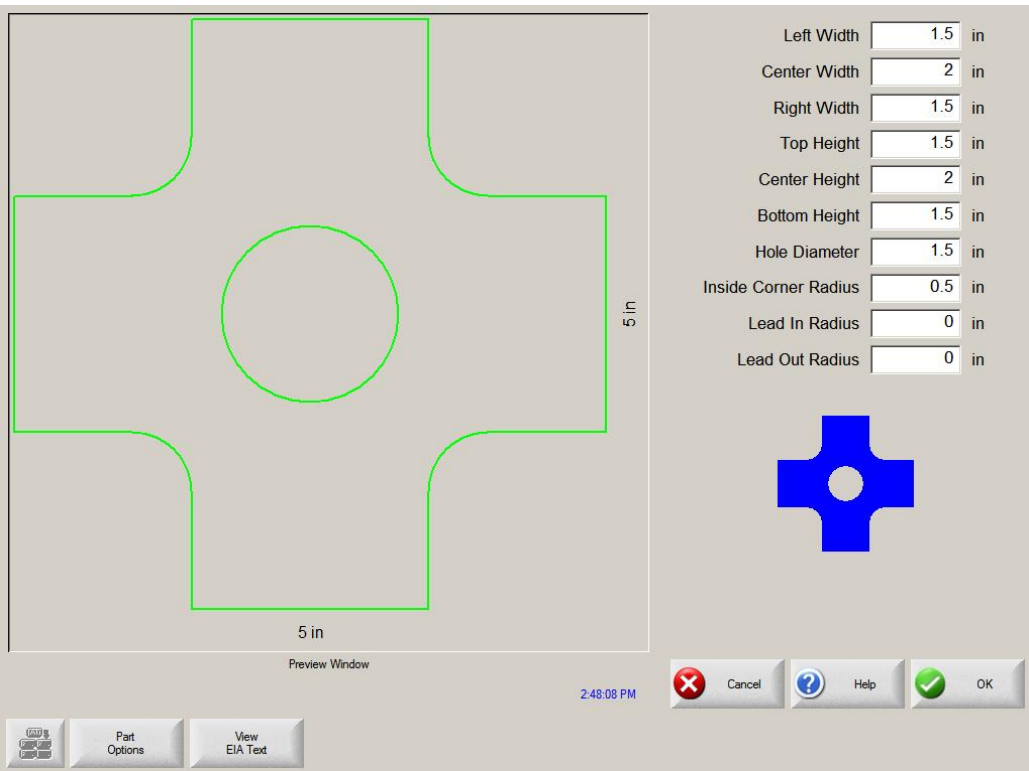 Left Width 1.5 in
Center Width 2 in
Right Width 1.5 in
Top Height 1.5 in
Center Height 2 in
Bottom Height 1.5 in
Hole Diameter 1.5 in
Inside Corner Radius 0.5 in
Lead In Radius 0 in
Lead Out Radius 0 in
5 in
5 in
Preview Window
2:48:08 PM
Cancel
Help
OK
Part
Options
View
EIA Text